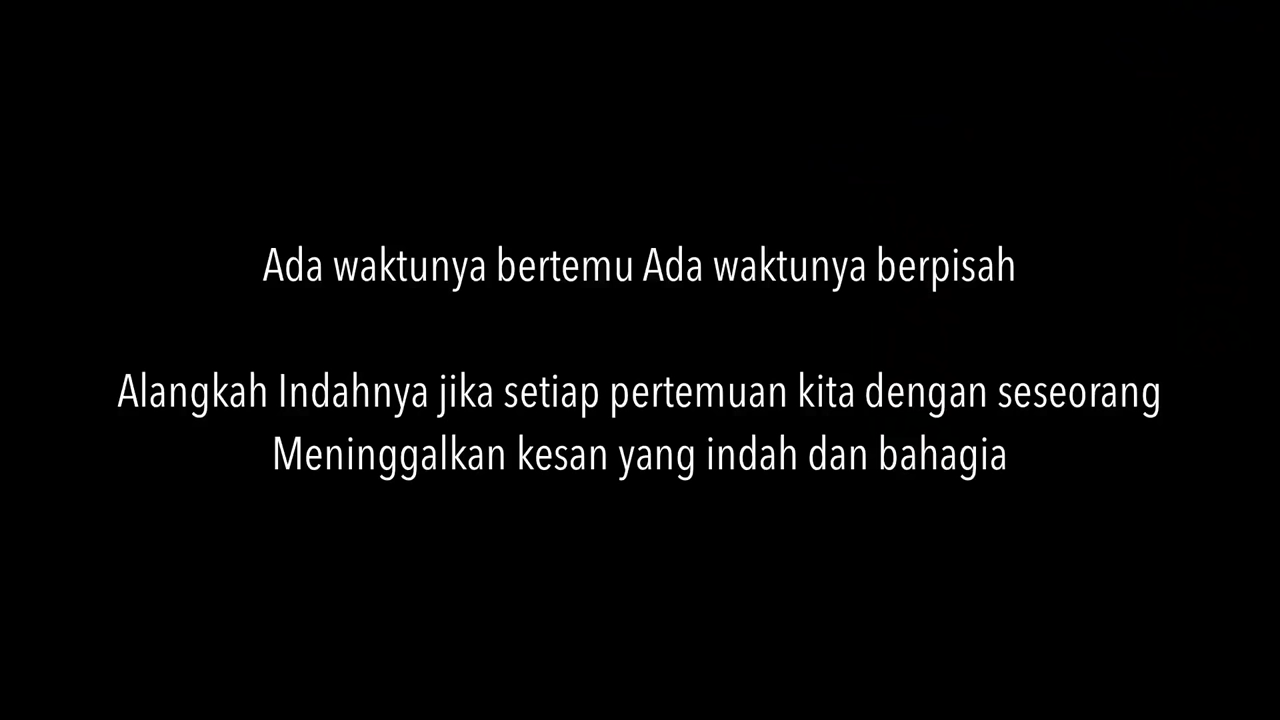 Ada waktunya bertemu Ada waktunya berpisah
Alangkah Indahnya jika setiap pertemuan kita dengan seseorang
Meninggalkan kesan yang indah dan bahagia